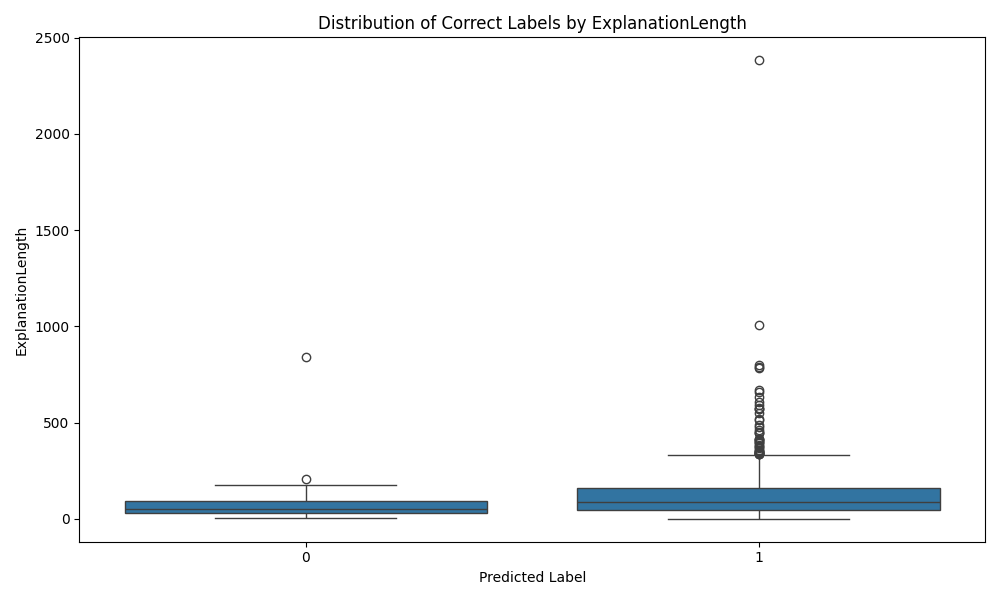 Distribution of Correct Labels by ExplanationLength
2500
2000
1500
1000
500
0
ExplanationLength
0
1
Predicted Label